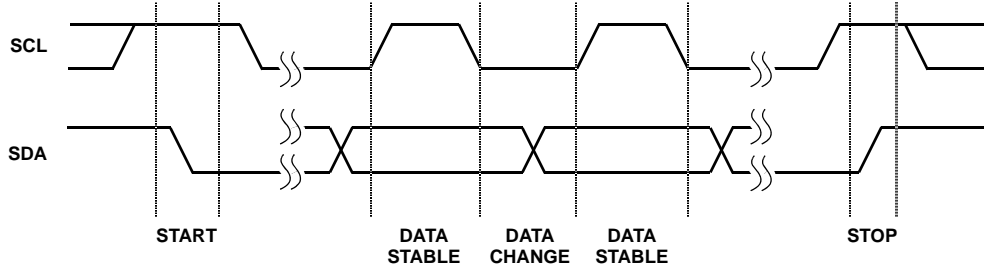 SCL
SDA
START
DATA
STABLE
DATA
CHANGE
DATA
STABLE
STOP